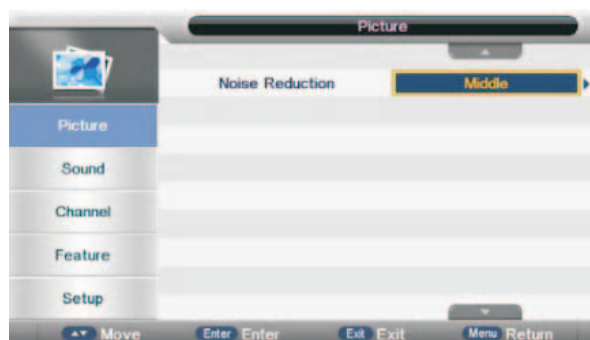 Picture
Noise Reduction Middle
Picture
Sound
Channel
Feature
Setup
Move Enter Enter Exit Exit Menu Return